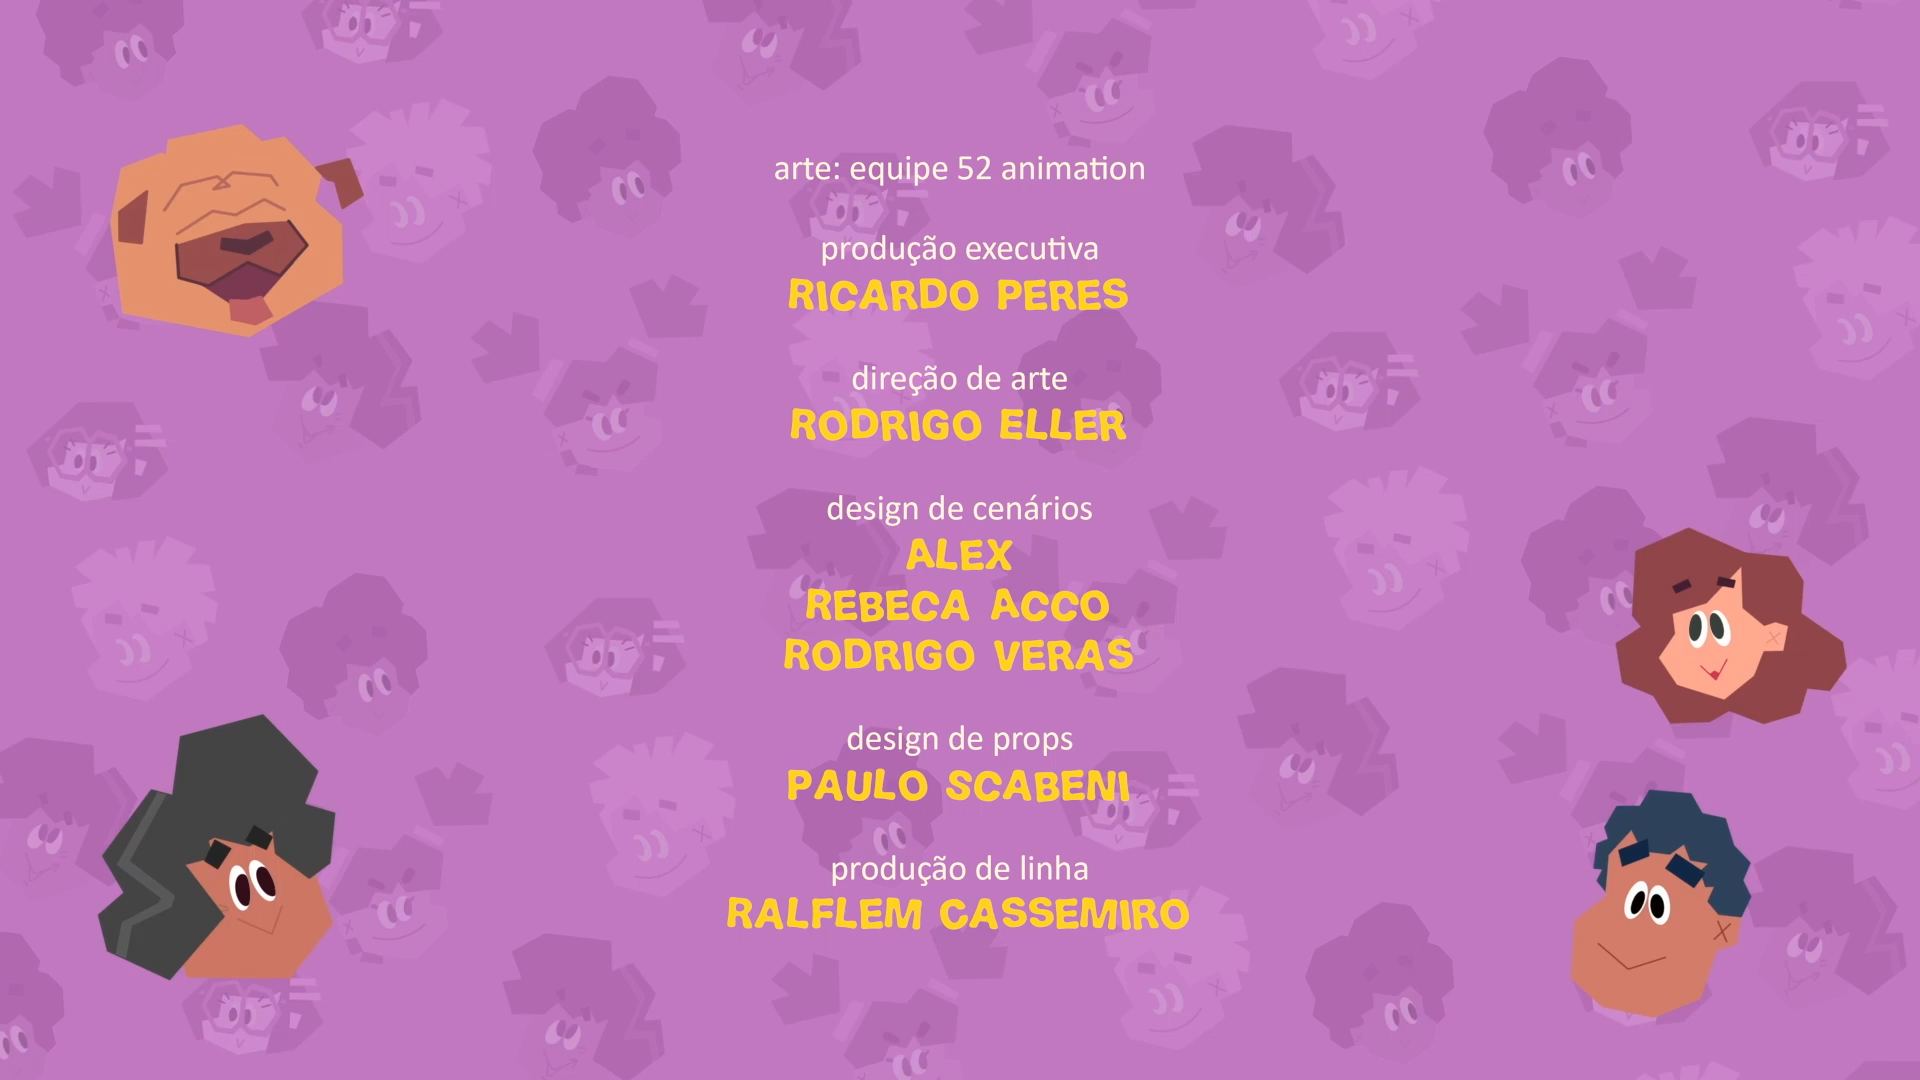 arte: equipe 52 animation
produção executiva
RICARDO PERES
direção de arte
RODRIGO ELLER
design de cenários
ALEX
REBECA ACCO
RODRIGO VERAS
design de props
PAULO SCABENI
produção de linha
RALFLEM CASSEMIRO